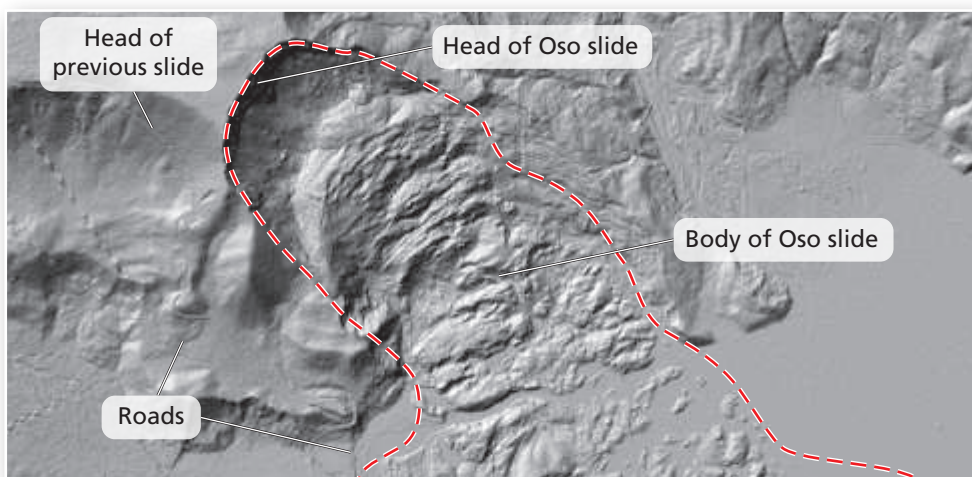 Head of
previous slide
Head of Oso slide
Body of Oso slide
Roads